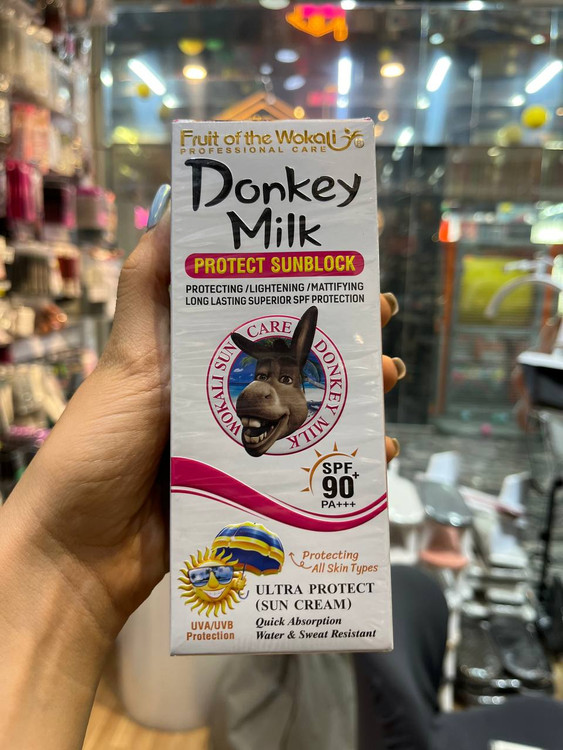 Fruit of the Wokali ®
PROFESSIONAL CARE
Donkey
Milk
PROTECT SUNBLOCK
PROTECTING /LIGHTENING /MATTIFYING
LONG LASTING SUPERIOR SPF PROTECTION
WOKALI SUN CARE DONKEY MILK
SPF
90+
PA+++
Protecting
All Skin Types
ULTRA PROTECT
(SUN CREAM)
Quick Absorption
Water & Sweat Resistant
UVA/UVB
Protection